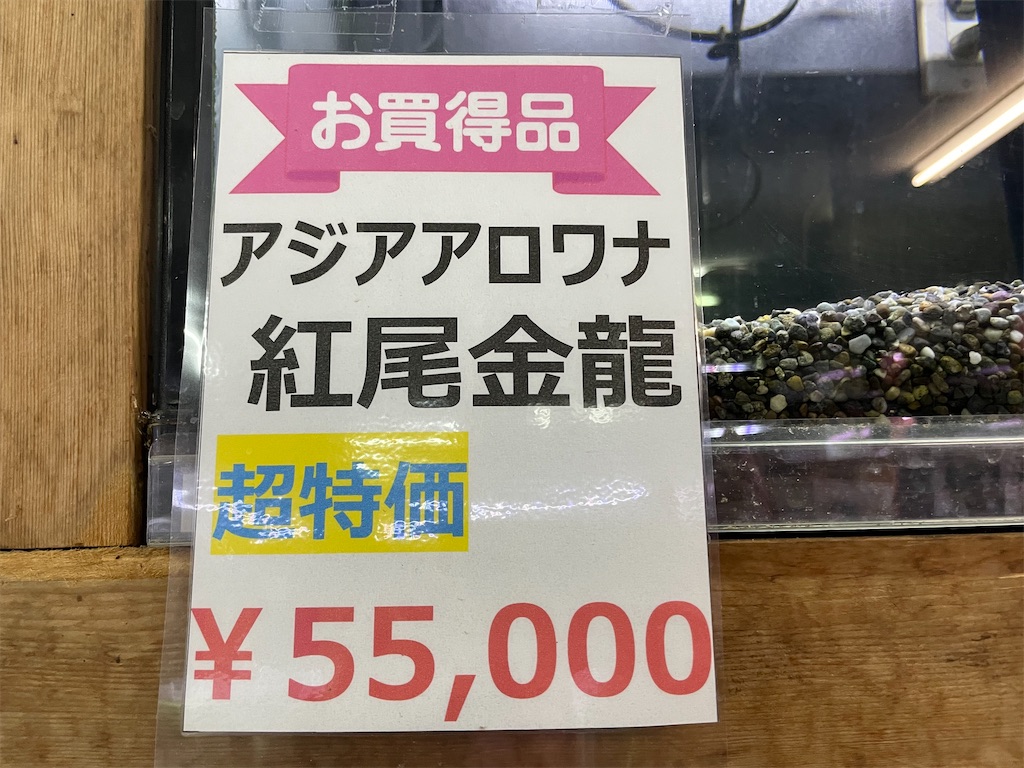 お買得品
アジアアロワナ
紅尾金龍
超特価
¥55,000